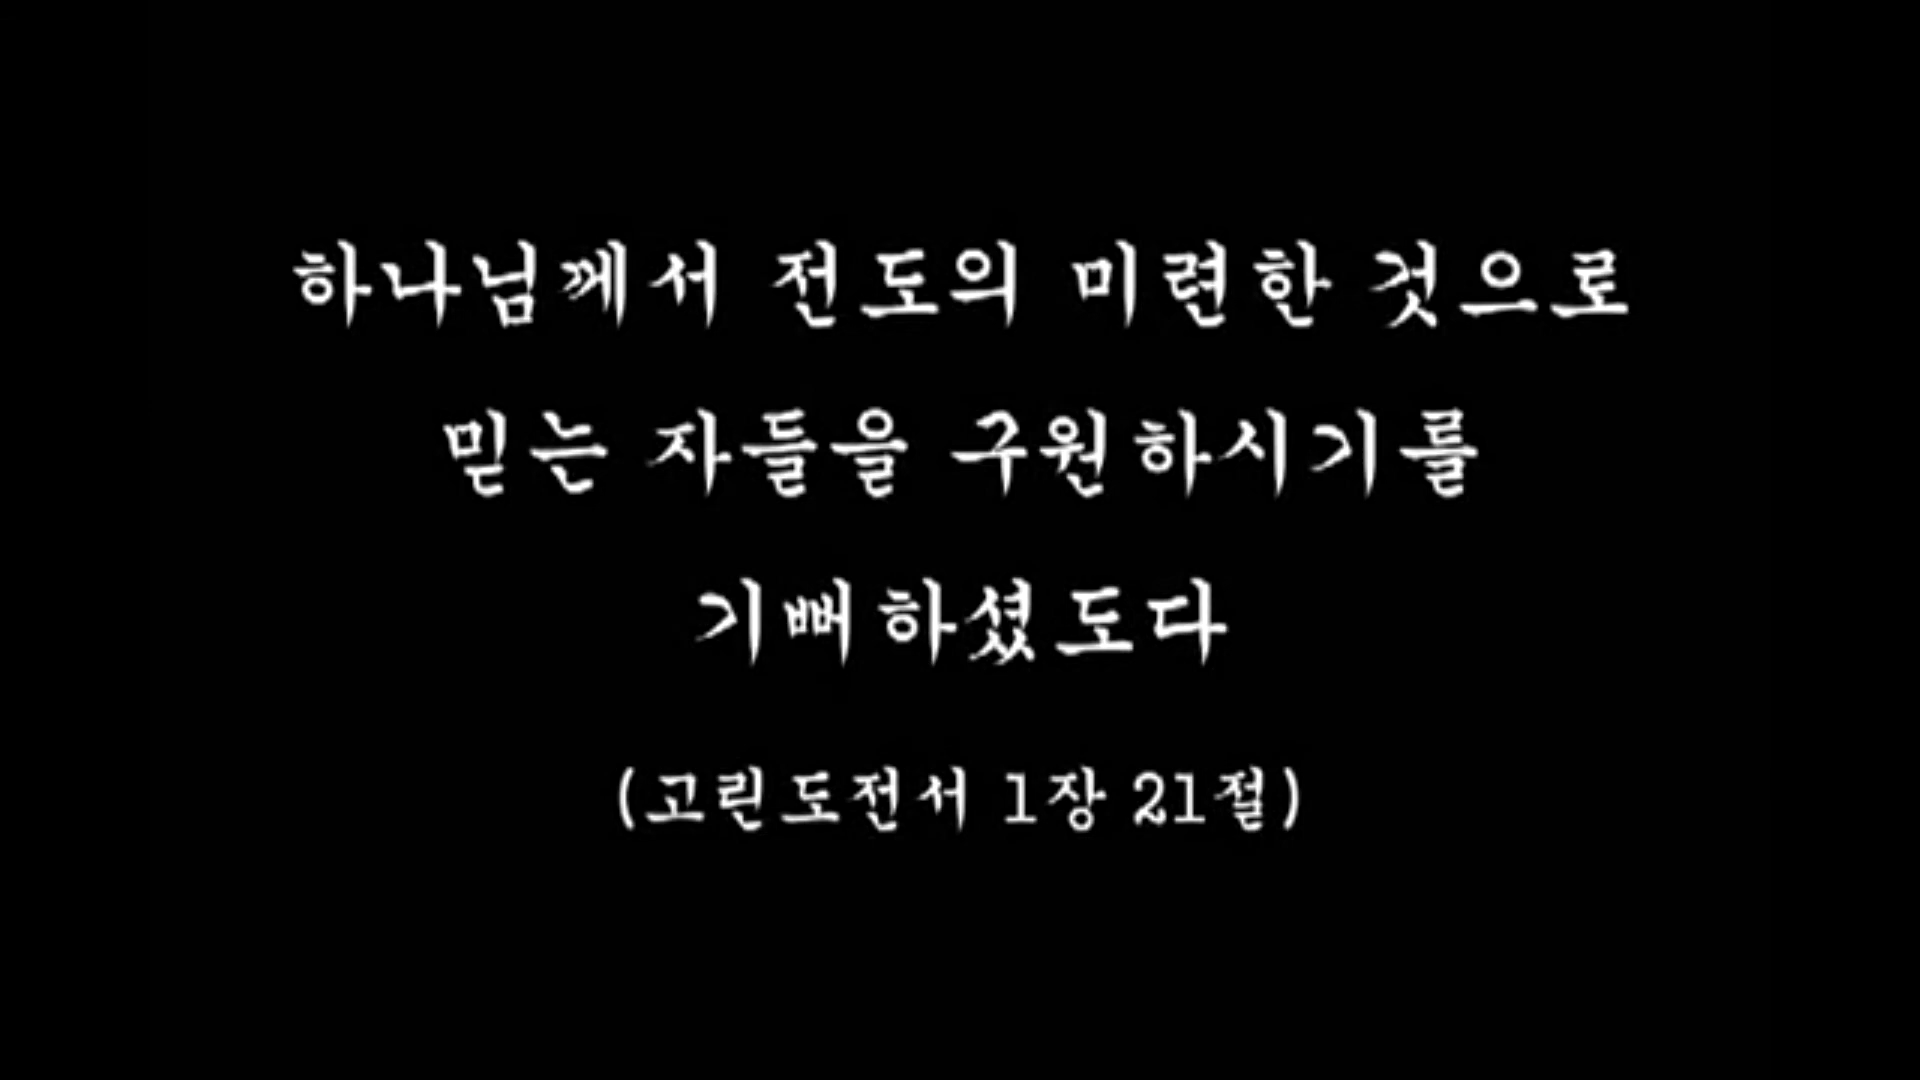 하나님께서 전도의 미련한 것으로
믿는 자들을 구원하시기를
기뻐하셨도다
(고린도전서 1장 21절)